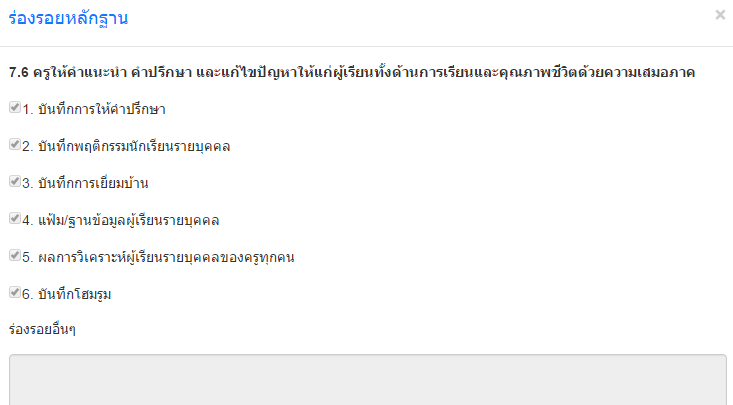 ร่องรอยหลักฐาน
×
7.6 ครูให้คำแนะนำ คำปรึกษา และแก้ไขปัญหาให้แก่ผู้เรียนทั้งด้านการเรียนและคุณภาพชีวิตด้วยความเสมอภาค
1. บันทึกการให้คำปรึกษา
2. บันทึกพฤติกรรมนักเรียนรายบุคคล
3. บันทึกการเยี่ยมบ้าน
4. แฟ้ม/ฐานข้อมูลผู้เรียนรายบุคคล
5. ผลการวิเคราะห์ผู้เรียนรายบุคคลของครูทุกคน
6. บันทึกโฮมรูม
ร่องรอยอื่นๆ